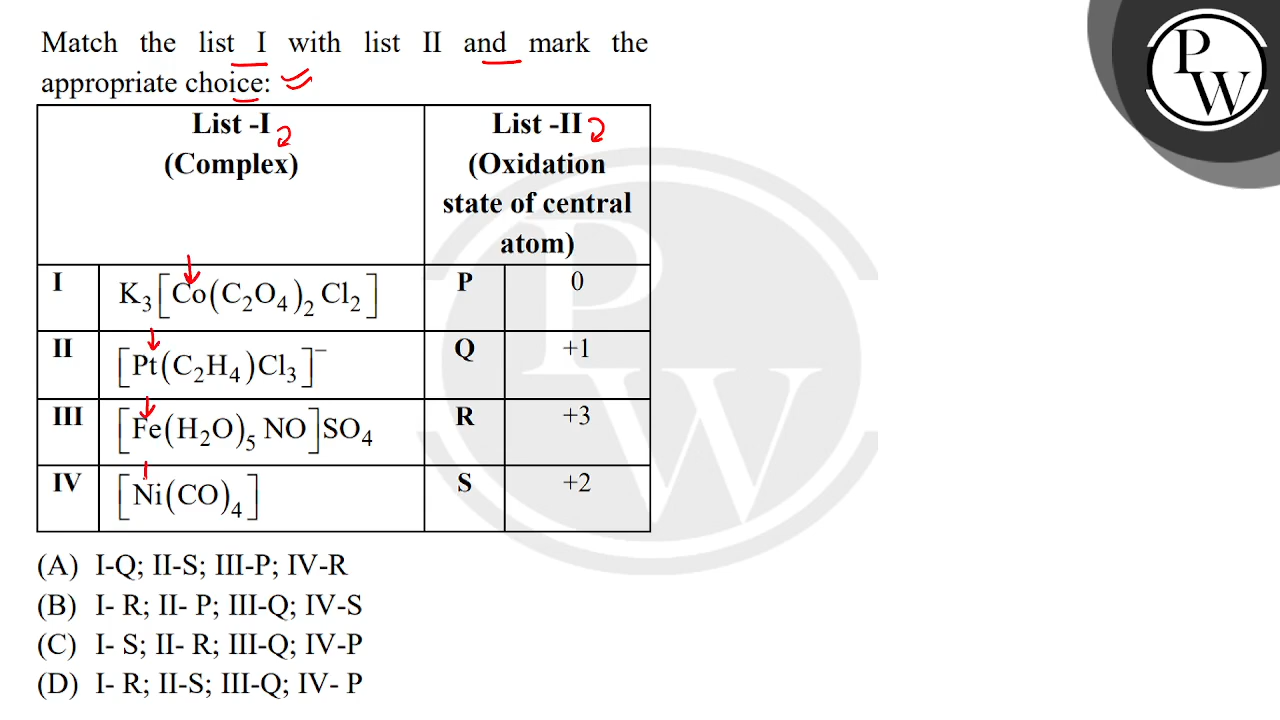 Match the list I with list II and mark the
appropriate choice:
List -I
(Complex)
List -II
(Oxidation
state of central
atom)
I K₃[Co(C₂O₄)₂Cl₂] P 0
II [Pt(C₂H₄)Cl₃]⁻ Q +1
III [Fe(H₂O)₅NO]SO₄ R +3
IV [Ni(CO)₄] S +2
(A) I-Q; II-S; III-P; IV-R
(B) I- R; II- P; III-Q; IV-S
(C) I- S; II- R; III-Q; IV-P
(D) I- R; II-S; III-Q; IV- P
P
W
P
W